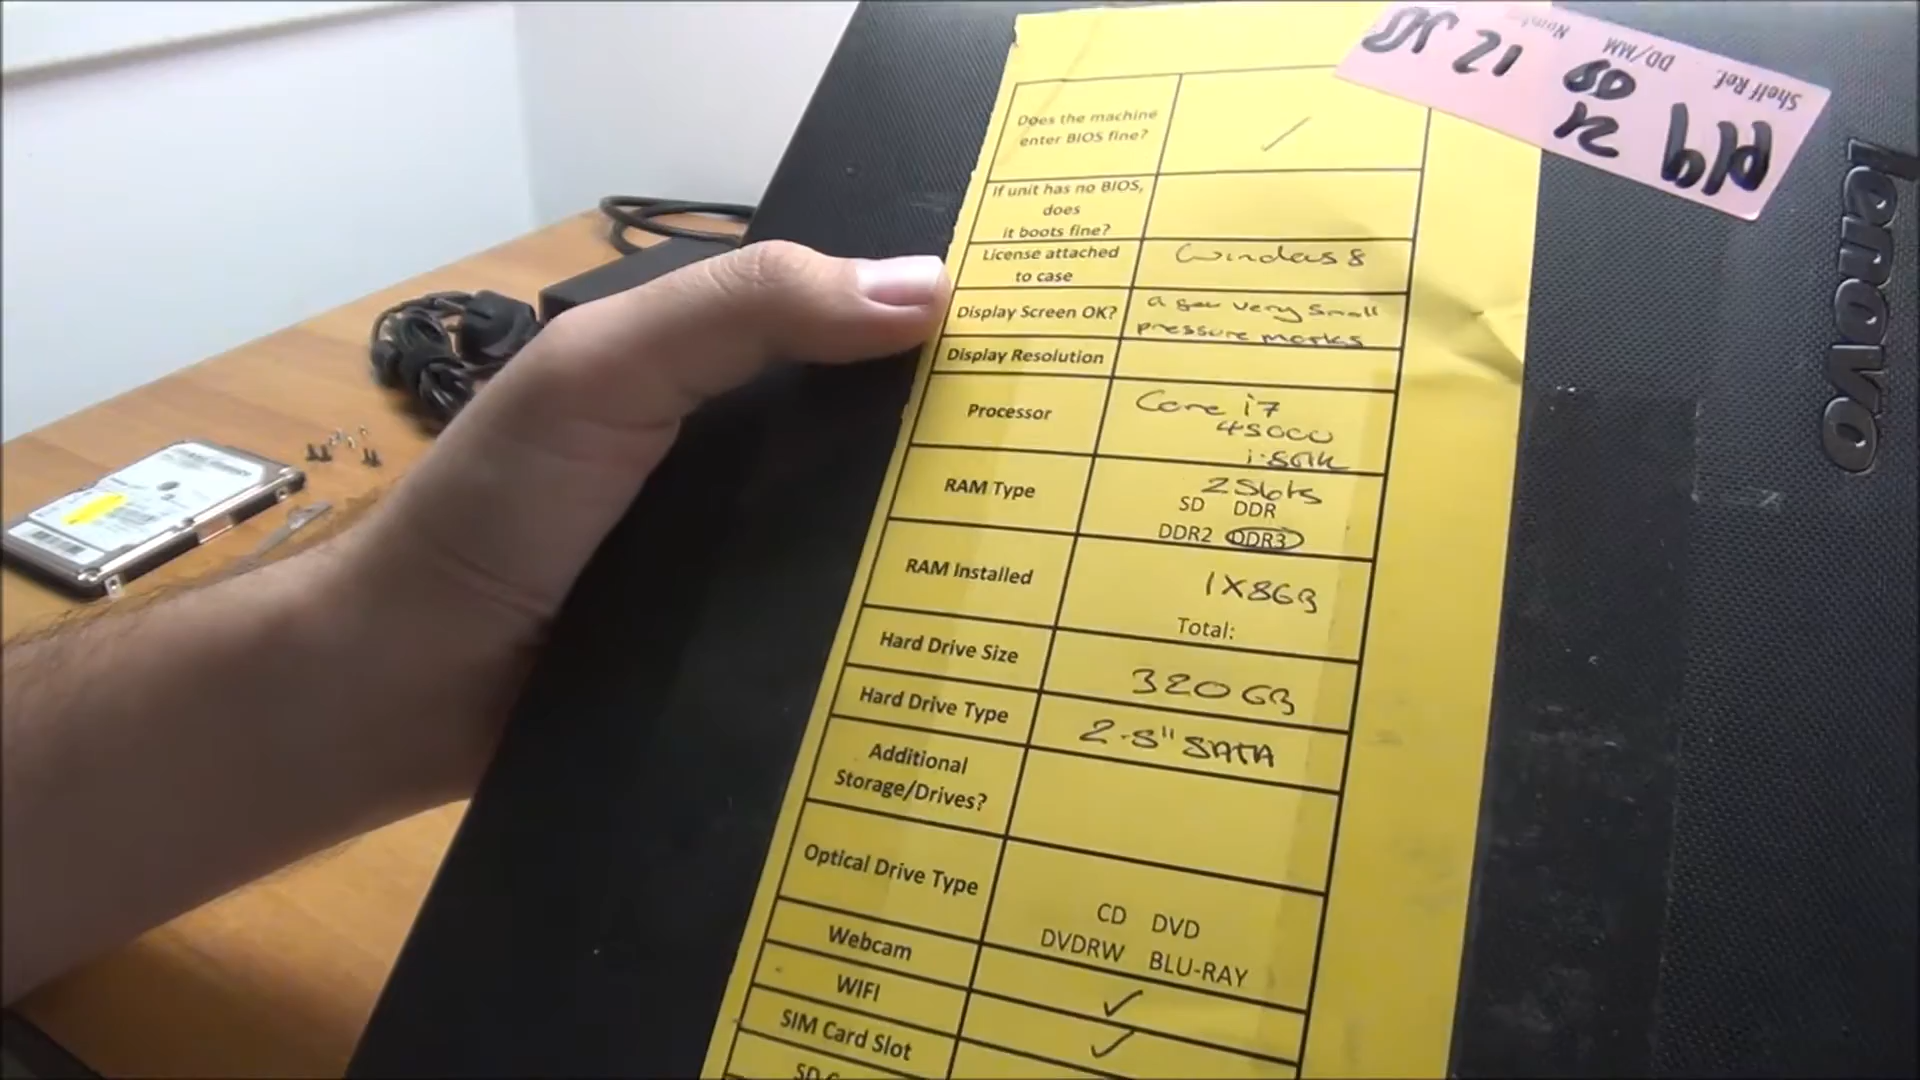 Does the machine
enter BIOS fine?
✓
If unit has no BIOS,
does
it boots fine?
License attached
to case
Windows 8
Display Screen OK?
a few very small
pressure marks
Display Resolution
Processor
Core i7
4500U
1.8GHz
RAM Type
2 Slots
SD DDR
DDR2 DDR3
RAM Installed
1X8GB
Total:
Hard Drive Size
320GB
Hard Drive Type
2.5" SATA
Additional
Storage/Drives?
Optical Drive Type
CD DVD
DVDRW BLU-RAY
Webcam
✓
WIFI
✓
SIM Card Slot
Shelf Ref.
DD/MM
P19
21
08
12
lenovo